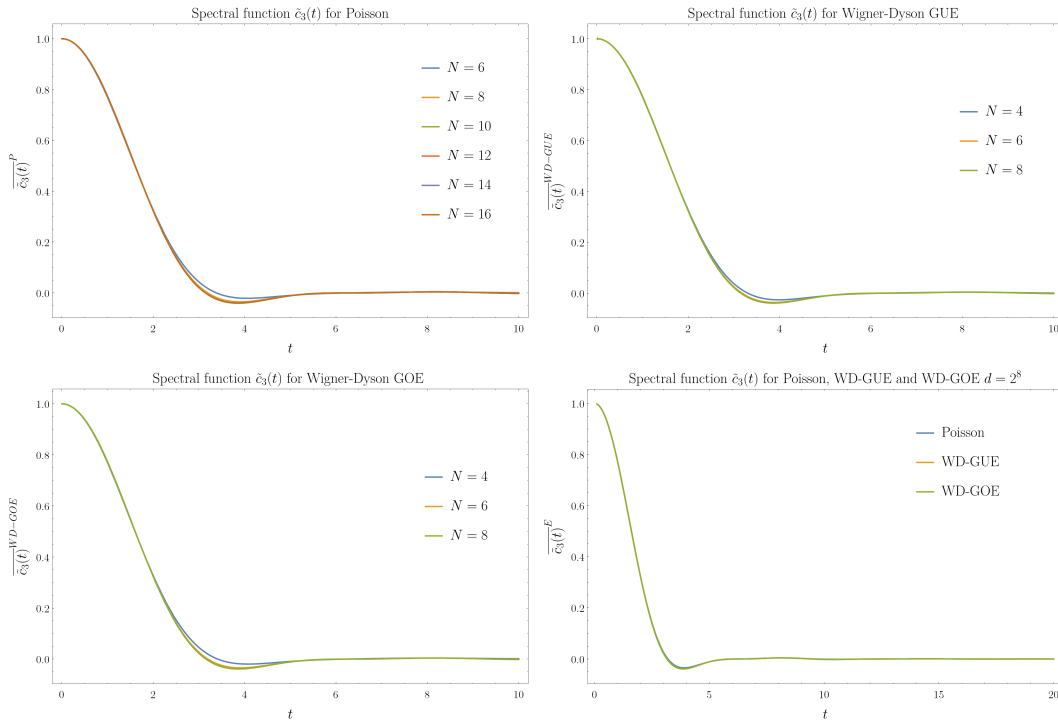 Spectral function c̃₃(t) for Poisson
1.0
0.8
0.6
0.4
0.2
0.0
0
2
4
6
8
10
t
c̃₃(t)^P
N = 6
N = 8
N = 10
N = 12
N = 14
N = 16
Spectral function c̃₃(t) for Wigner-Dyson GUE
1.0
0.8
0.6
0.4
0.2
0.0
0
2
4
6
8
10
t
c̃₃(t)^WD−GUE
N = 4
N = 6
N = 8
Spectral function c̃₃(t) for Wigner-Dyson GOE
1.0
0.8
0.6
0.4
0.2
0.0
0
2
4
6
8
10
t
c̃₃(t)^WD−GOE
N = 4
N = 6
N = 8
Spectral function c̃₃(t) for Poisson, WD-GUE and WD-GOE d = 2⁸
1.0
0.8
0.6
0.4
0.2
0.0
0
5
10
15
20
t
c̃₃(t)^E
Poisson
WD-GUE
WD-GOE